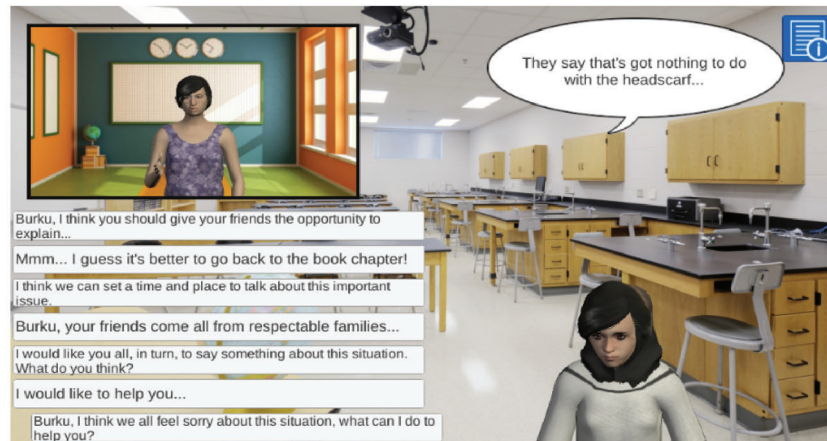 They say that's got nothing to do
with the headscarf...
Burku, I think you should give your friends the opportunity to
explain...
Mmm... I guess it's better to go back to the book chapter!
I think we can set a time and place to talk about this important
issue.
Burku, your friends come all from respectable families...
I would like you all, in turn, to say something about this situation.
What do you think?
I would like to help you...
Burku, I think we all feel sorry about this situation, what can I do to
help you?